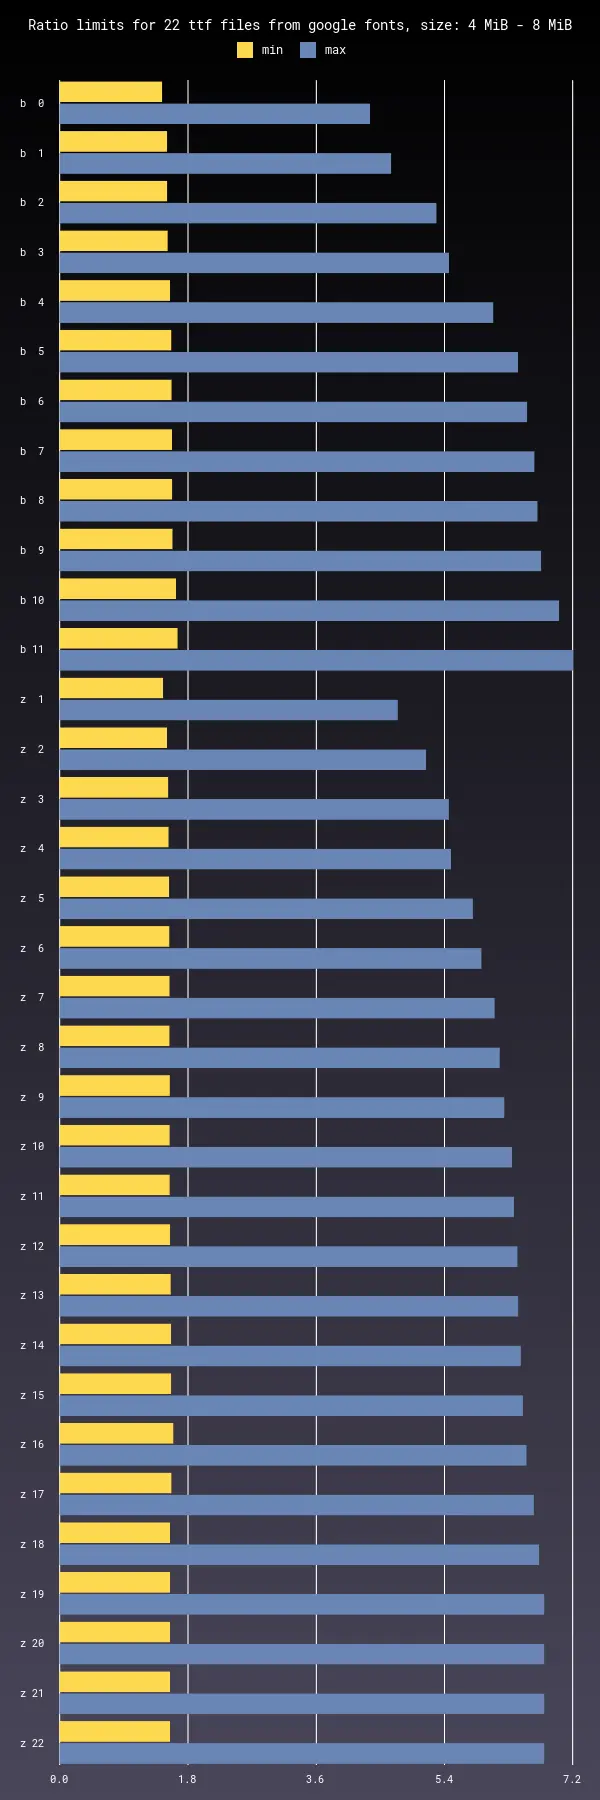 Ratio limits for 22 ttf files from google fonts, size: 4 MiB - 8 MiB
min max
b 0
b 1
b 2
b 3
b 4
b 5
b 6
b 7
b 8
b 9
b 10
b 11
z 1
z 2
z 3
z 4
z 5
z 6
z 7
z 8
z 9
z 10
z 11
z 12
z 13
z 14
z 15
z 16
z 17
z 18
z 19
z 20
z 21
z 22
0.0 1.8 3.6 5.4 7.2